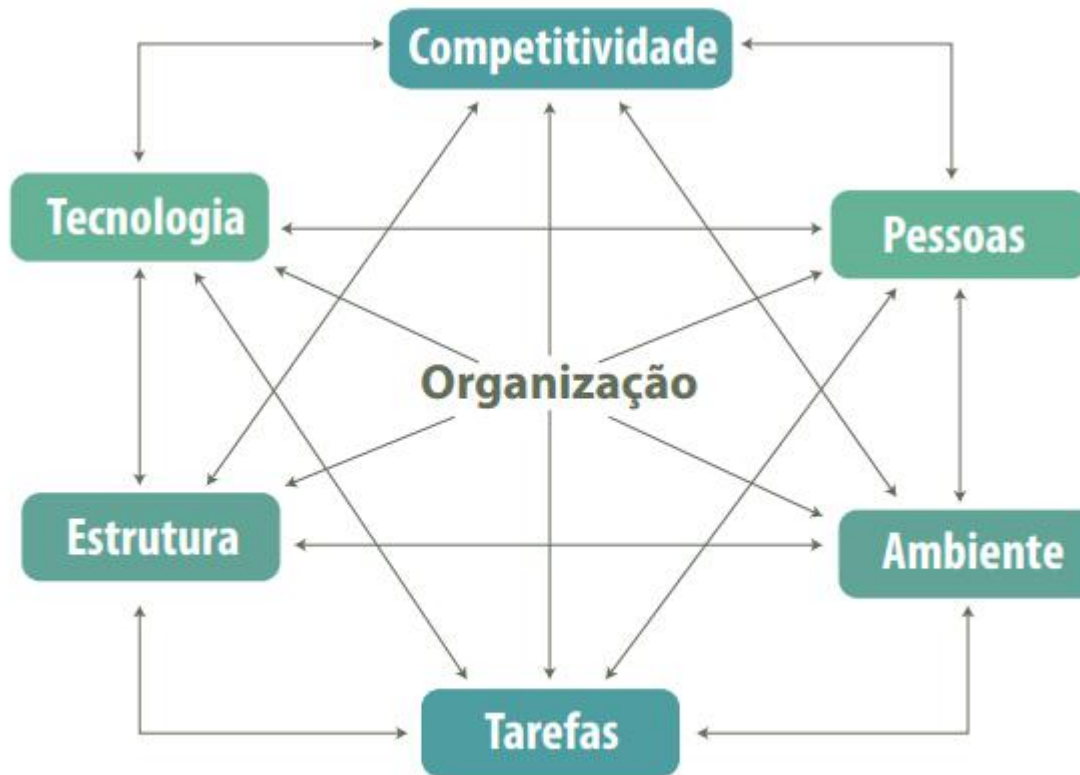 Competitividade
Tecnologia
Pessoas
Organização
Estrutura
Ambiente
Tarefas